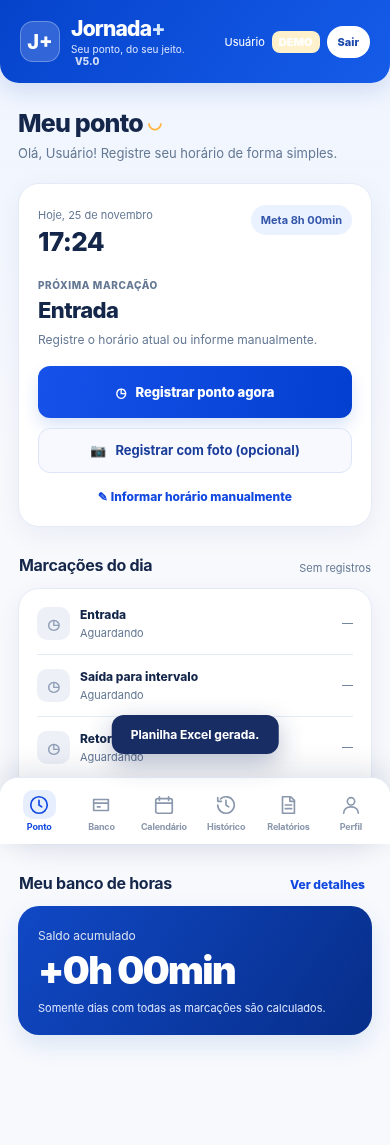 J+
Jornada+
Seu ponto, do seu jeito.
V5.0
Usuário
DEMO
Sair
Meu ponto
Olá, Usuário! Registre seu horário de forma simples.
Hoje, 25 de novembro
17:24
Meta 8h 00min
PRÓXIMA MARCAÇÃO
Entrada
Registre o horário atual ou informe manualmente.
Registrar ponto agora
Registrar com foto (opcional)
✎ Informar horário manualmente
Marcações do dia
Sem registros
Entrada
Aguardando
—
Saída para intervalo
Aguardando
—
Retor
Aguardando
—
Planilha Excel gerada.
Ponto
Banco
Calendário
Histórico
Relatórios
Perfil
Meu banco de horas
Ver detalhes
Saldo acumulado
+0h 00min
Somente dias com todas as marcações são calculados.